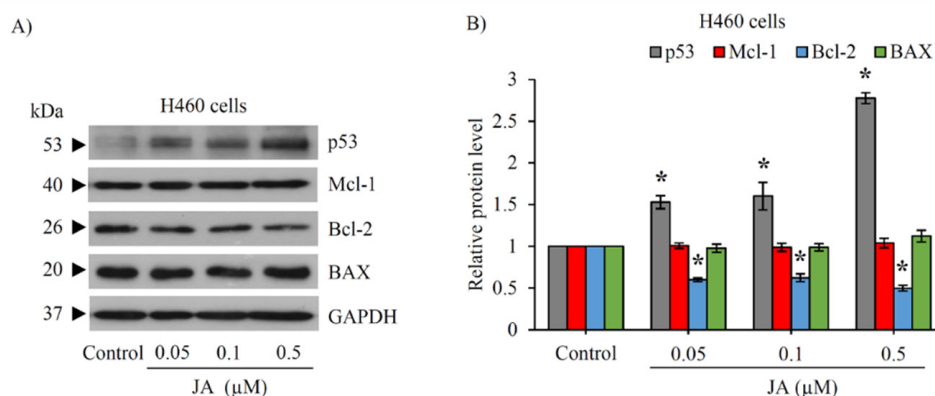 A)
H460 cells
kDa
53 ▶ p53
40 ▶ Mcl-1
26 ▶ Bcl-2
20 ▶ BAX
37 ▶ GAPDH
Control 0.05 0.1 0.5
JA (µM)
B)
H460 cells
p53 Mcl-1 Bcl-2 BAX
Relative protein level
3
2.5
2
1.5
1
0.5
0
* * * * * *
Control 0.05 0.1 0.5
JA (µM)